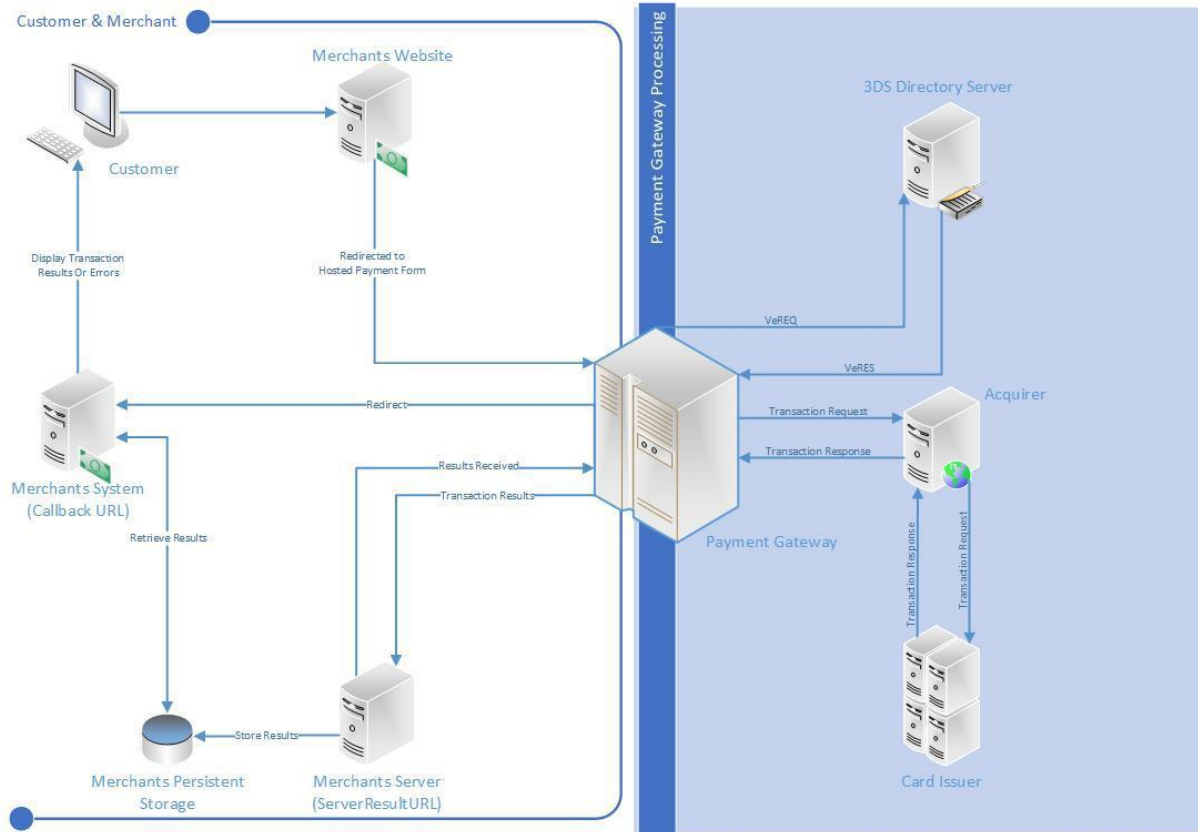 Customer & Merchant
Merchants Website
Customer
Display Transaction
Results Or Errors
Redirected to
Hosted Payment Form
Payment Gateway Processing
3DS Directory Server
VeREQ
VeRES
Redirect
Acquirer
Transaction Request
Transaction Response
Results Received
Transaction Results
Merchants System
(Callback URL)
Retrieve Results
Payment Gateway
Transaction Response
Transaction Request
Store Results
Merchants Persistent
Storage
Merchants Server
(ServerResultURL)
Card Issuer